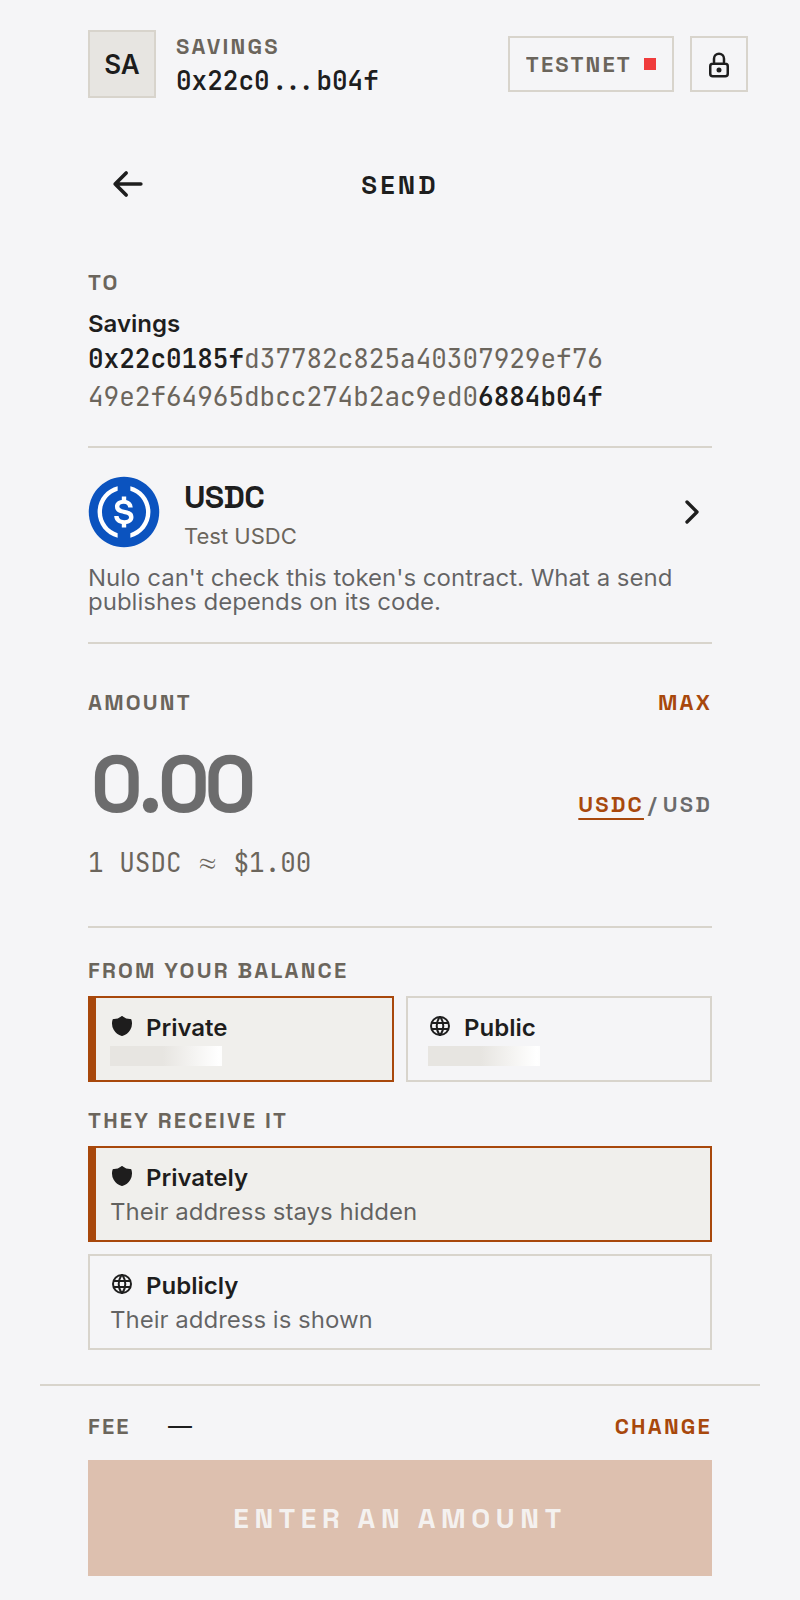 SA
SAVINGS
0x22c0...b04f
TESTNET
SEND
TO
Savings
0x22c0185fd37782c825a40307929ef76
49e2f64965dbcc274b2ac9ed06884b04f
USDC
Test USDC
Nulo can't check this token's contract. What a send
publishes depends on its code.
AMOUNT
MAX
0.00
USDC / USD
1 USDC ≈ $1.00
FROM YOUR BALANCE
Private
Public
THEY RECEIVE IT
Privately
Their address stays hidden
Publicly
Their address is shown
FEE —
CHANGE
ENTER AN AMOUNT